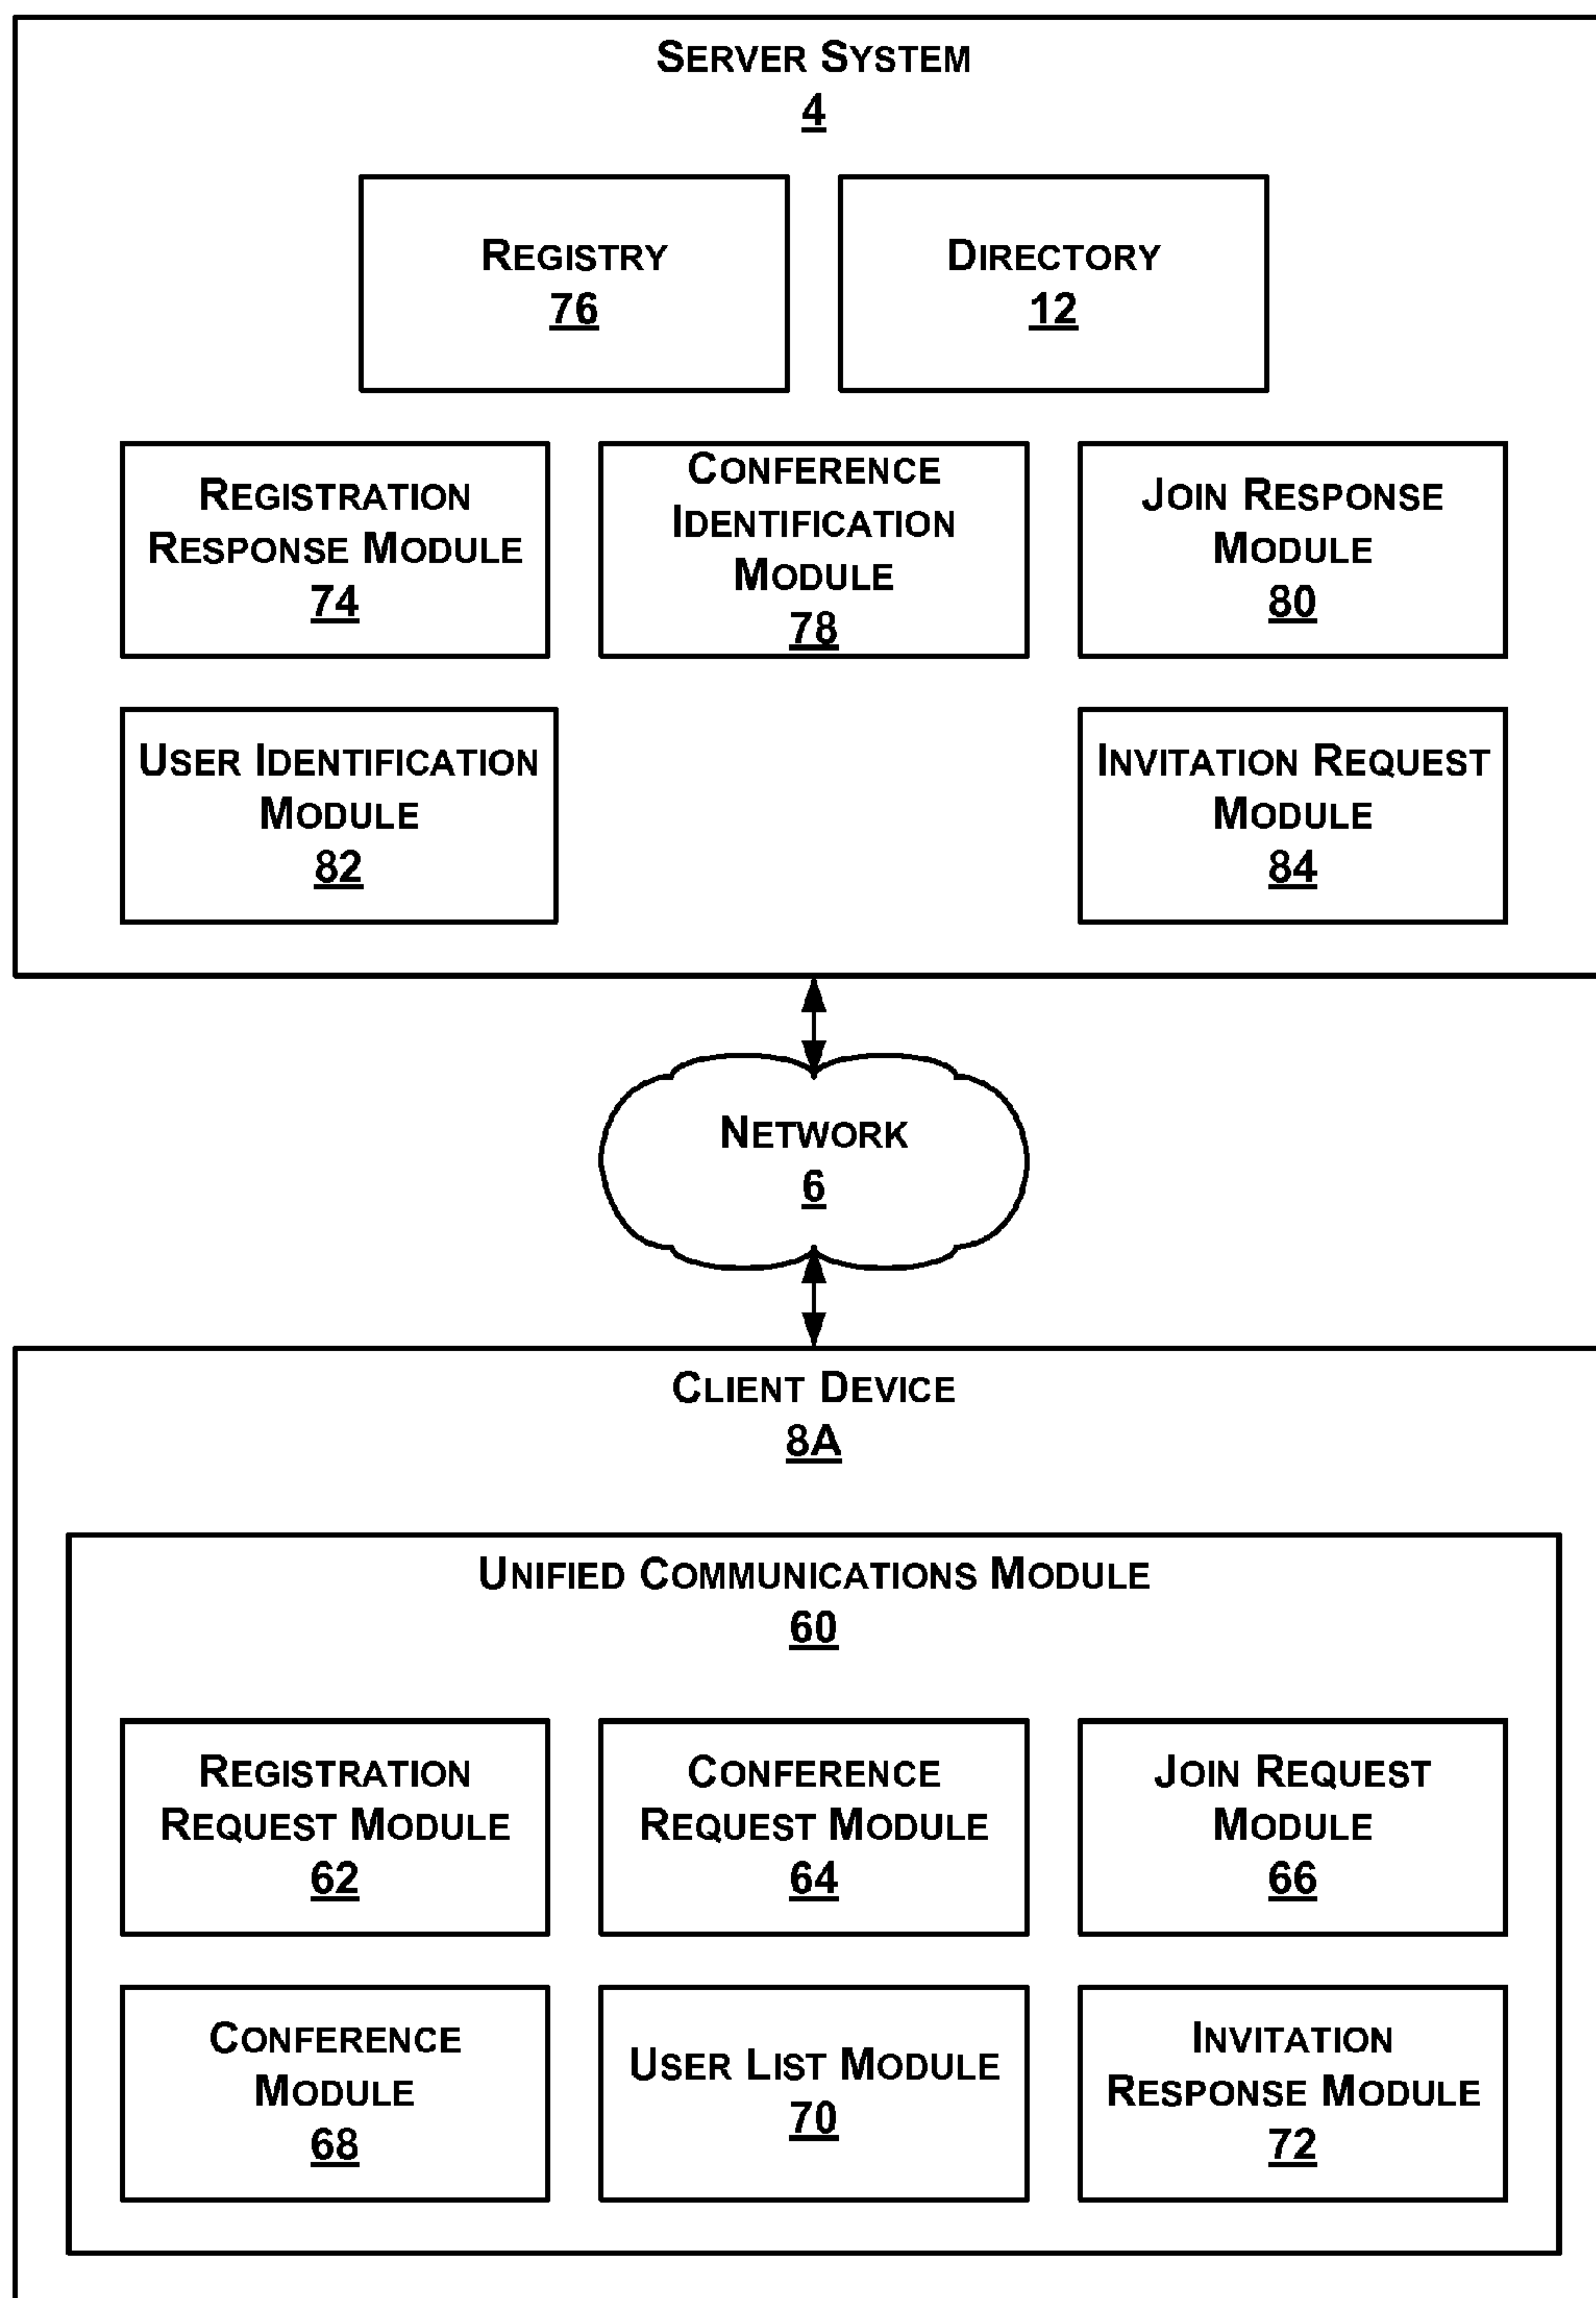 SERVER SYSTEM
4
REGISTRY
76
DIRECTORY
12
REGISTRATION
RESPONSE MODULE
74
CONFERENCE
IDENTIFICATION
MODULE
78
JOIN RESPONSE
MODULE
80
USER IDENTIFICATION
MODULE
82
INVITATION REQUEST
MODULE
84
NETWORK
6
CLIENT DEVICE
8A
UNIFIED COMMUNICATIONS MODULE
60
REGISTRATION
REQUEST MODULE
62
CONFERENCE
REQUEST MODULE
64
JOIN REQUEST
MODULE
66
CONFERENCE
MODULE
68
USER LIST MODULE
70
INVITATION
RESPONSE MODULE
72